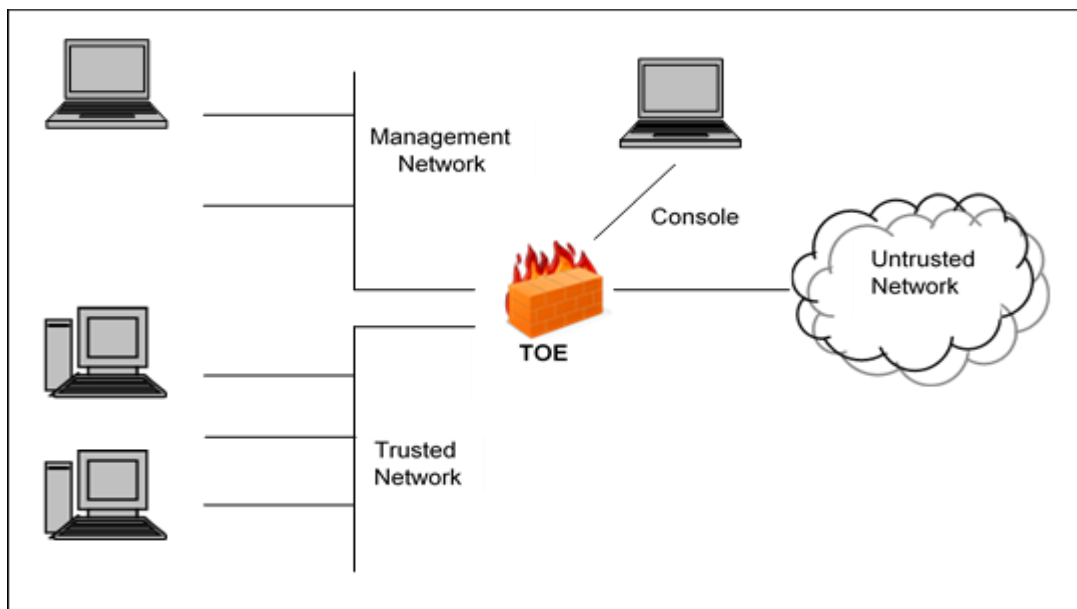 Management
Network
Console
Untrusted
Network
TOE
Trusted
Network